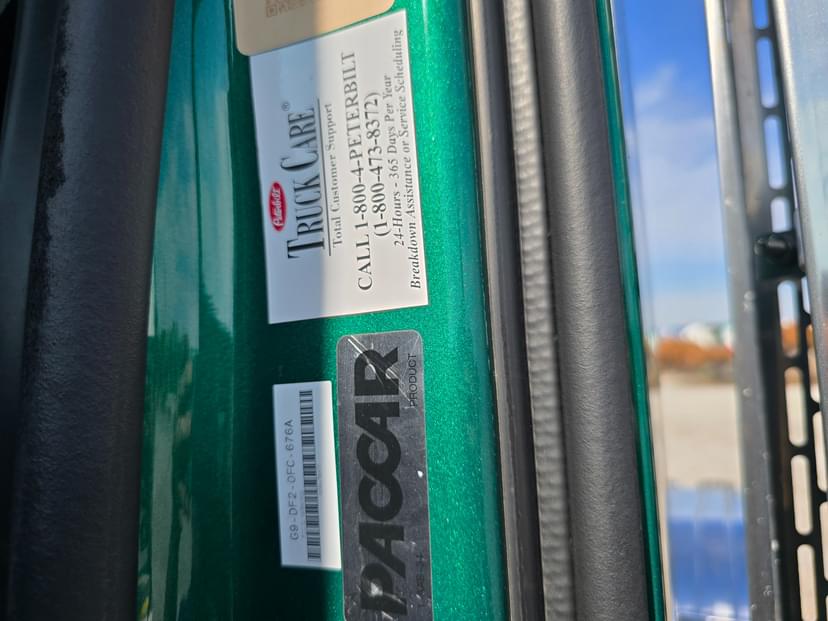 Peterbilt
TRUCK CARE®
Total Customer Support
CALL 1-800-4-PETERBILT
(1-800-473-8372)
24-Hours - 365 Days Per Year
Breakdown Assistance or Service Scheduling
G9-DF2-0FC-676A
PACCAR
PRODUCT